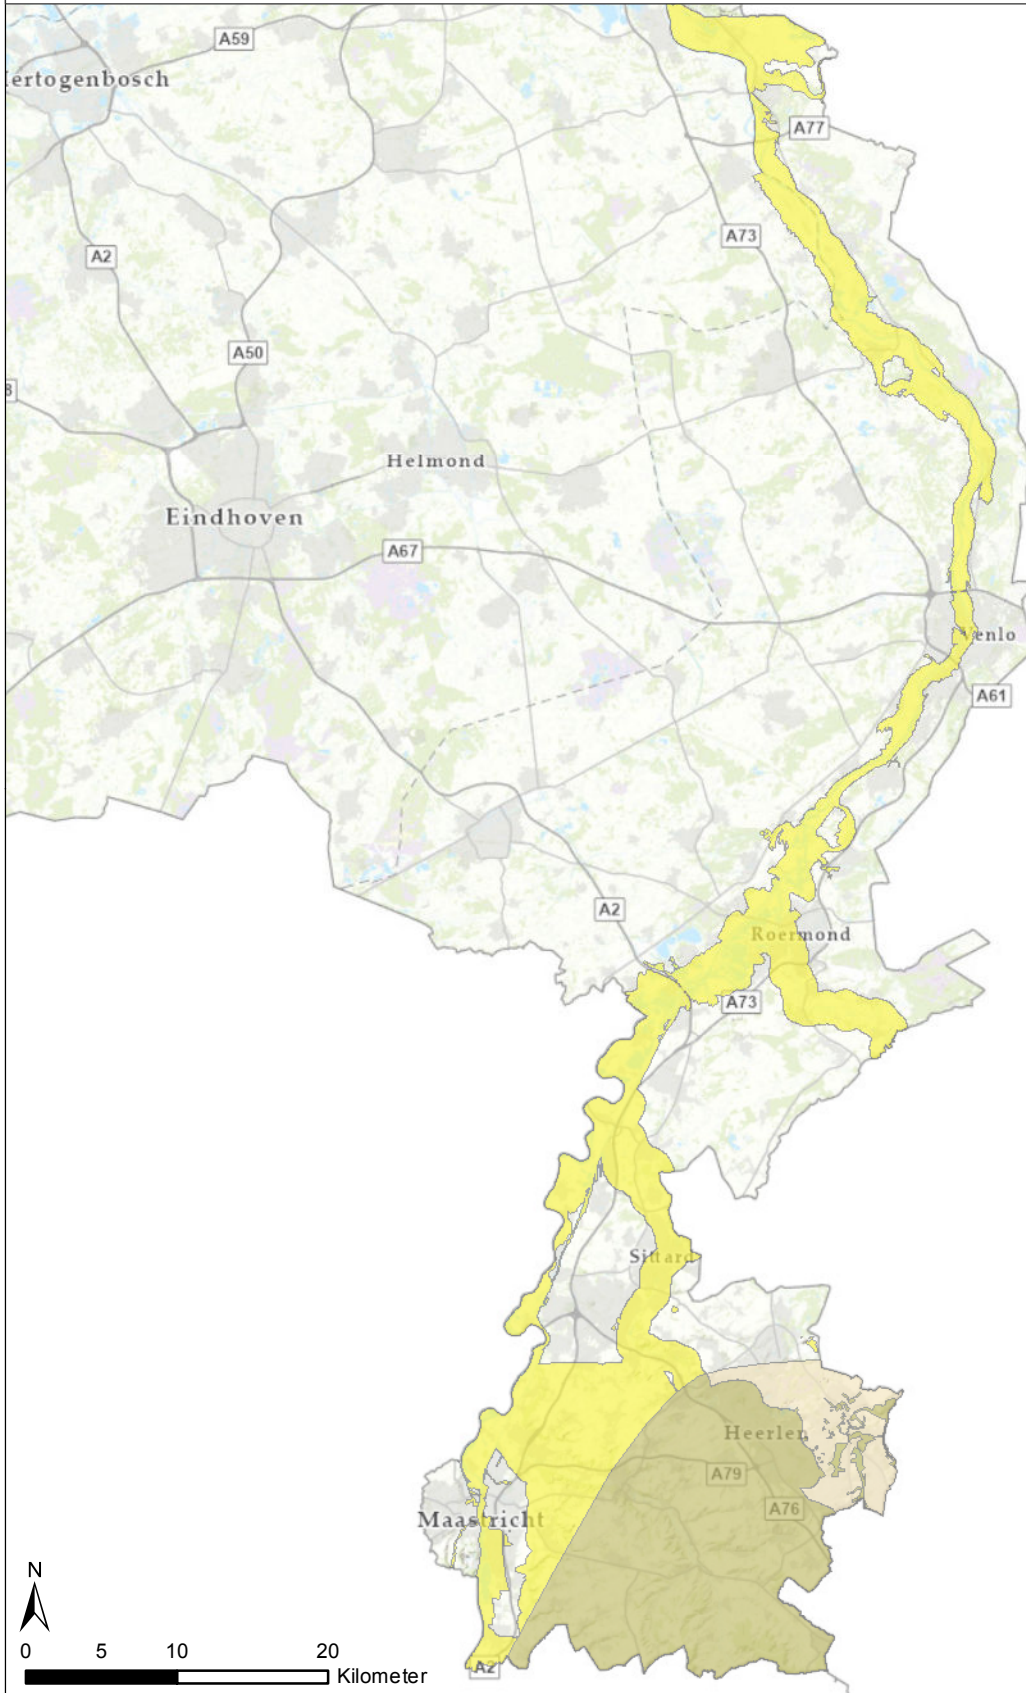 A59
ertogenbosch
A77
A73
A2
A50
Helmond
Eindhoven
A67
Venlo
A61
A2
Roermond
A73
Sittard
Heerlen
A79
A76
Maastricht
N
0 5 10 20
Kilometer
A2